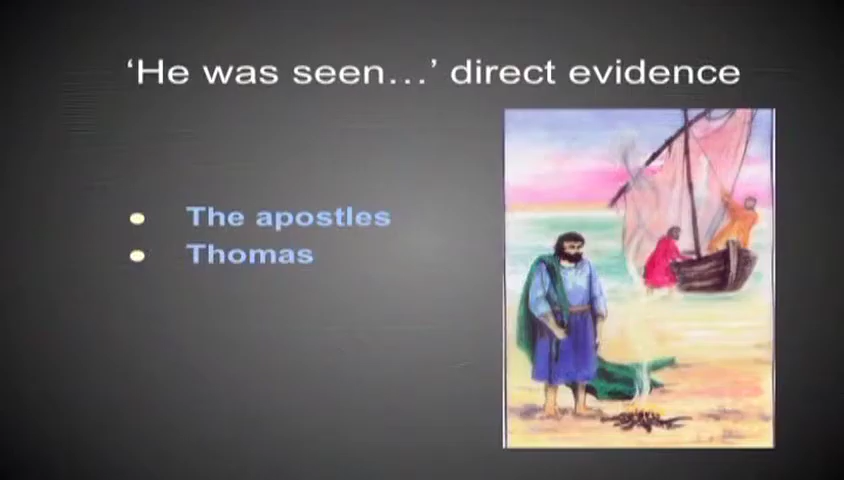 ‘He was seen…’ direct evidence
The apostles
Thomas